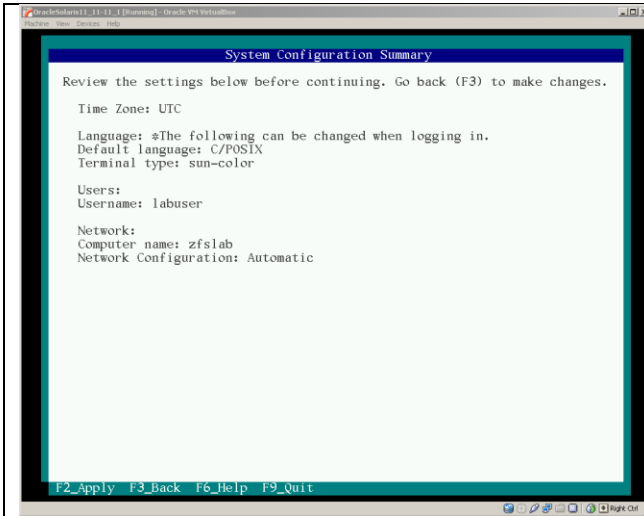 OracleSolaris11_11-11_1 [Running] - Oracle VM VirtualBox
Machine View Devices Help
System Configuration Summary
Review the settings below before continuing. Go back (F3) to make changes.
Time Zone: UTC
Language: *The following can be changed when logging in.
Default language: C/POSIX
Terminal type: sun-color
Users:
Username: labuser
Network:
Computer name: zfslab
Network Configuration: Automatic
F2_Apply F3_Back F6_Help F9_Quit
Right Ctrl